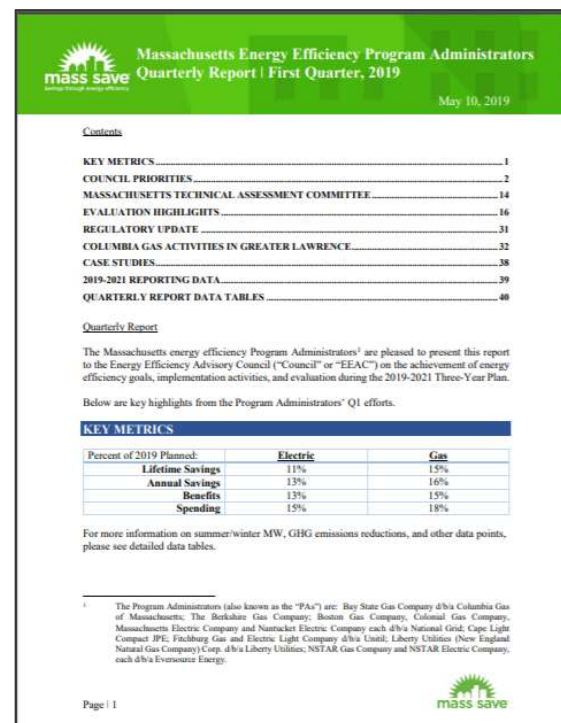 mass save
Savings through energy efficiency
Massachusetts Energy Efficiency Program Administrators
Quarterly Report | First Quarter, 2019
May 10, 2019
Contents
KEY METRICS 1
COUNCIL PRIORITIES 2
MASSACHUSETTS TECHNICAL ASSESSMENT COMMITTEE 14
EVALUATION HIGHLIGHTS 16
REGULATORY UPDATE 31
COLUMBIA GAS ACTIVITIES IN GREATER LAWRENCE 32
CASE STUDIES 38
2019-2021 REPORTING DATA 39
QUARTERLY REPORT DATA TABLES 40
Quarterly Report
The Massachusetts energy efficiency Program Administrators¹ are pleased to present this report
to the Energy Efficiency Advisory Council (“Council” or “EEAC”) on the achievement of energy
efficiency goals, implementation activities, and evaluation during the 2019-2021 Three-Year Plan.
Below are key highlights from the Program Administrators’ Q1 efforts.
KEY METRICS
Percent of 2019 Planned: Electric Gas
Lifetime Savings 11% 15%
Annual Savings 13% 16%
Benefits 13% 15%
Spending 15% 18%
For more information on summer/winter MW, GHG emissions reductions, and other data points,
please see detailed data tables.
¹ The Program Administrators (also known as the “PAs”) are: Bay State Gas Company d/b/a Columbia Gas
of Massachusetts; The Berkshire Gas Company; Boston Gas Company, Colonial Gas Company,
Massachusetts Electric Company and Nantucket Electric Company each d/b/a National Grid; Cape Light
Compact JPE; Fitchburg Gas and Electric Light Company d/b/a Unitil; Liberty Utilities (New England
Natural Gas Company) Corp. d/b/a Liberty Utilities; NSTAR Gas Company and NSTAR Electric Company,
each d/b/a Eversource Energy.
Page | 1
mass save